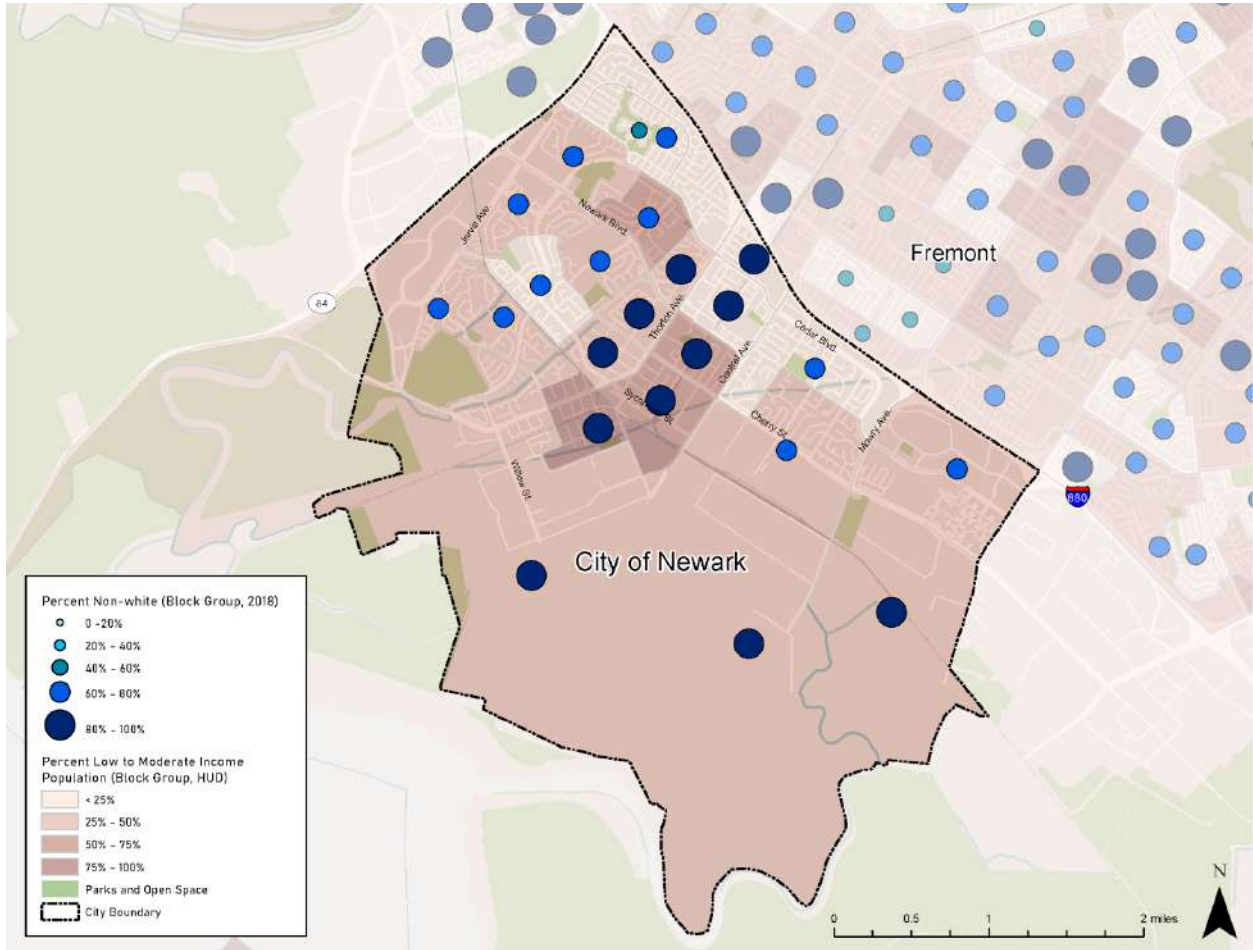 Jarvis Ave.
Newark Blvd.
Fremont
84
Thorton Ave.
Cedar Blvd.
Central Ave.
Sycamore St.
Cherry St.
Mowry Ave.
Willow St.
880
City of Newark
Percent Non-white (Block Group, 2018)
0 -20%
20% - 40%
40% - 60%
60% - 80%
80% - 100%
Percent Low to Moderate Income
Population (Block Group, HUD)
< 25%
25% - 50%
50% - 75%
75% - 100%
Parks and Open Space
City Boundary
N
0 0.5 1 2 miles